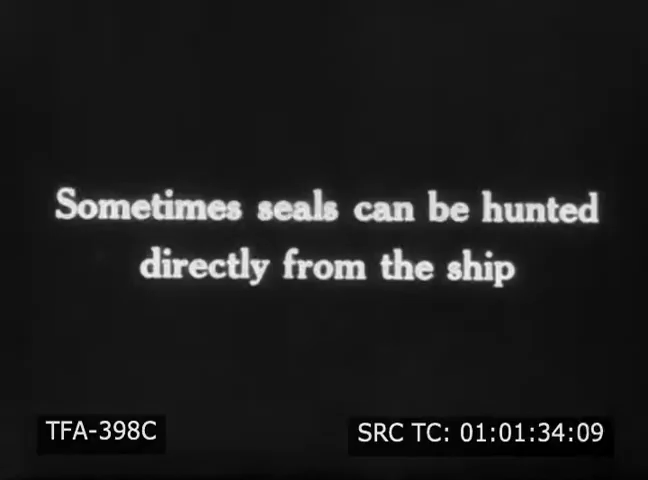 Sometimes seals can be hunted
directly from the ship
TFA-398C
SRC TC: 01:01:34:09